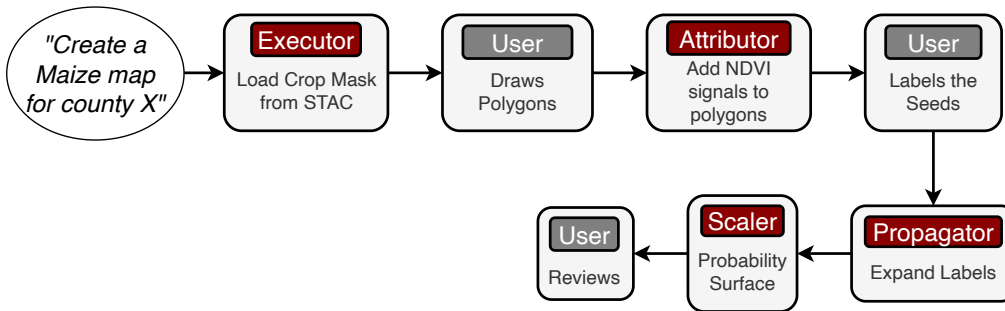 "Create a
Maize map
for county X"
Executor
Load Crop Mask
from STAC
User
Draws
Polygons
Attributor
Add NDVI
signals to
polygons
User
Labels the
Seeds
Propagator
Expand Labels
Scaler
Probability
Surface
User
Reviews